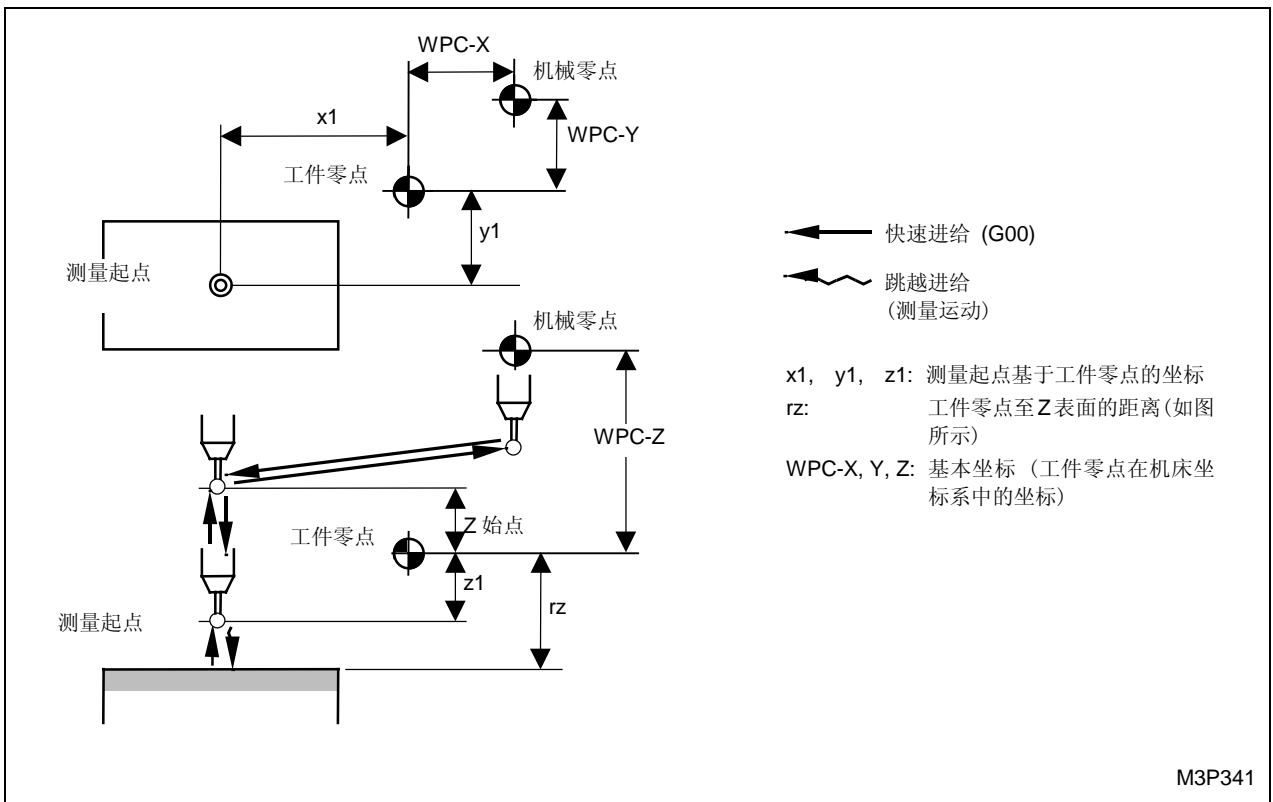 WPC-X
机械零点
x1
WPC-Y
工件零点
y1
测量起点
机械零点
WPC-Z
Z 始点
工件零点
z1
rz
测量起点
快速进给 (G00)
跳越进给
(测量运动)
x1, y1, z1: 测量起点基于工件零点的坐标
rz: 工件零点至Z表面的距离(如图
所示)
WPC-X, Y, Z: 基本坐标 (工件零点在机床坐
标系中的坐标)
M3P341